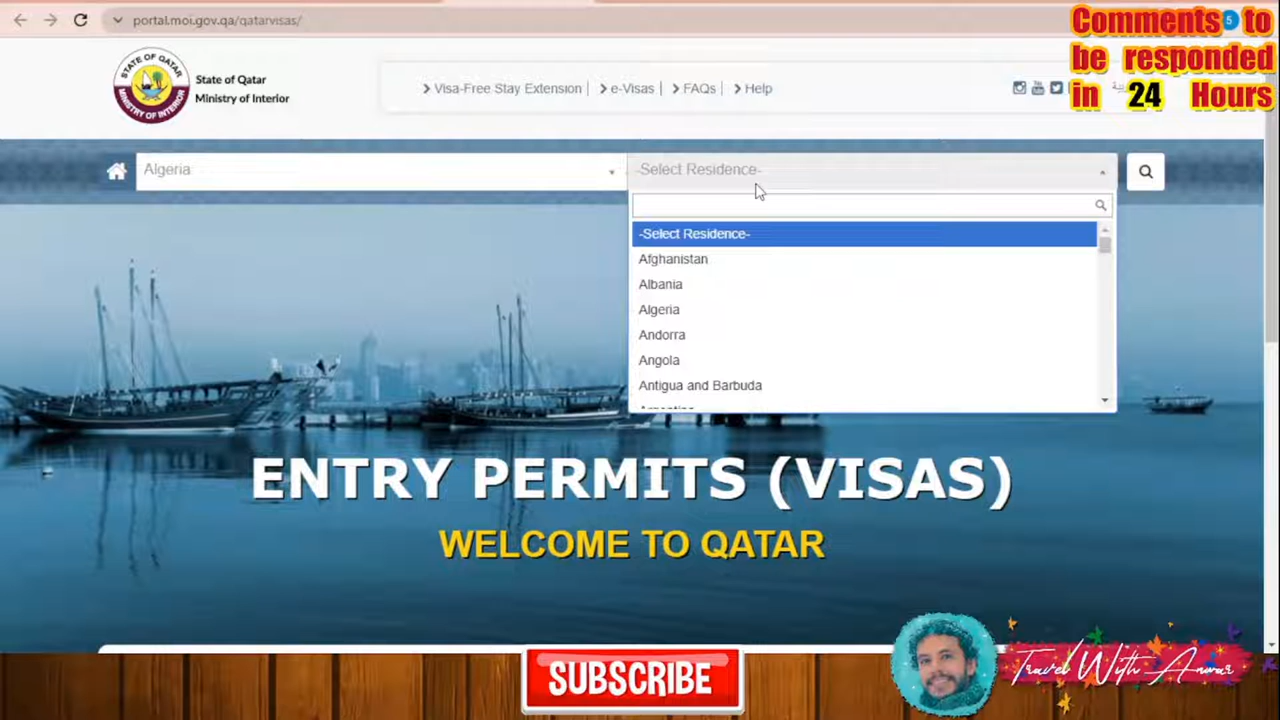 portal.moi.gov.qa/qatarvisas/
Comments to
be responded
in 24 Hours
5
STATE OF QATAR
MINISTRY OF INTERIOR
State of Qatar
Ministry of Interior
Visa-Free Stay Extension | e-Visas | FAQs | Help
Algeria
-Select Residence-
-Select Residence-
Afghanistan
Albania
Algeria
Andorra
Angola
Antigua and Barbuda
Argentina
ENTRY PERMITS (VISAS)
WELCOME TO QATAR
SUBSCRIBE
Travel With Anwar